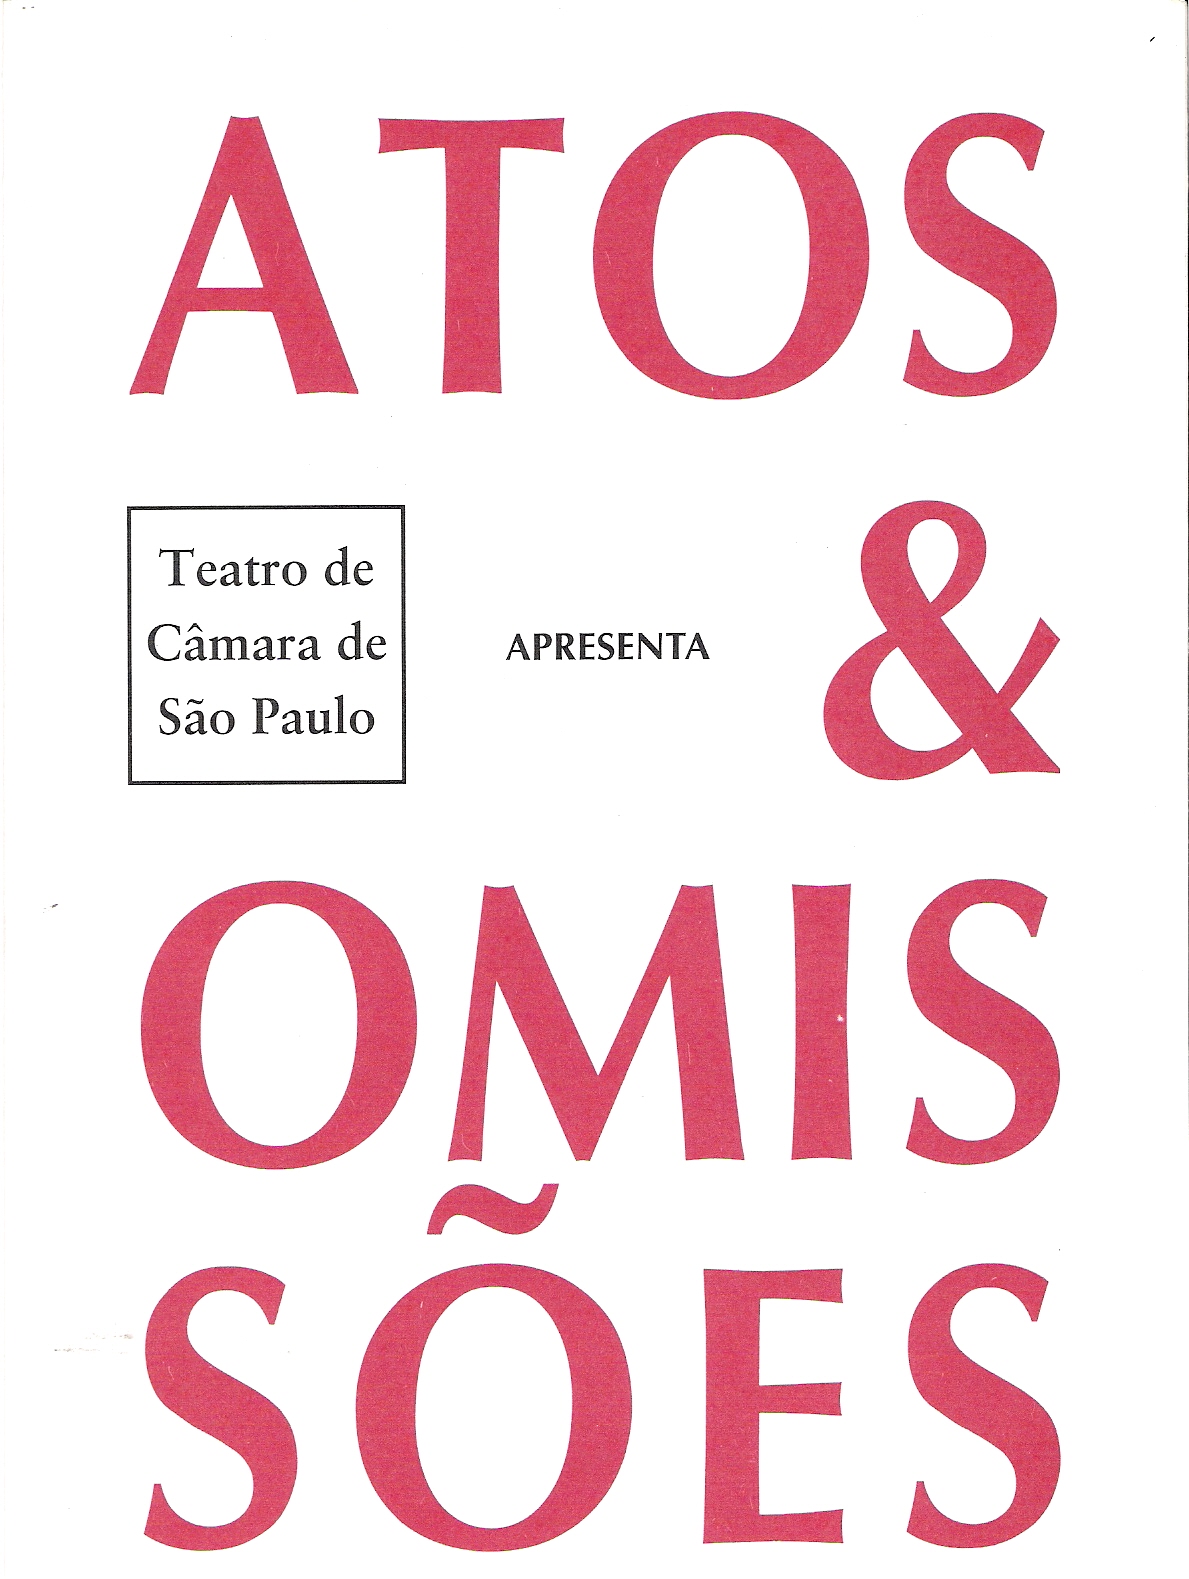 ATOS
Teatro de
Câmara de
São Paulo
APRESENTA
&
OMIS
SÕES